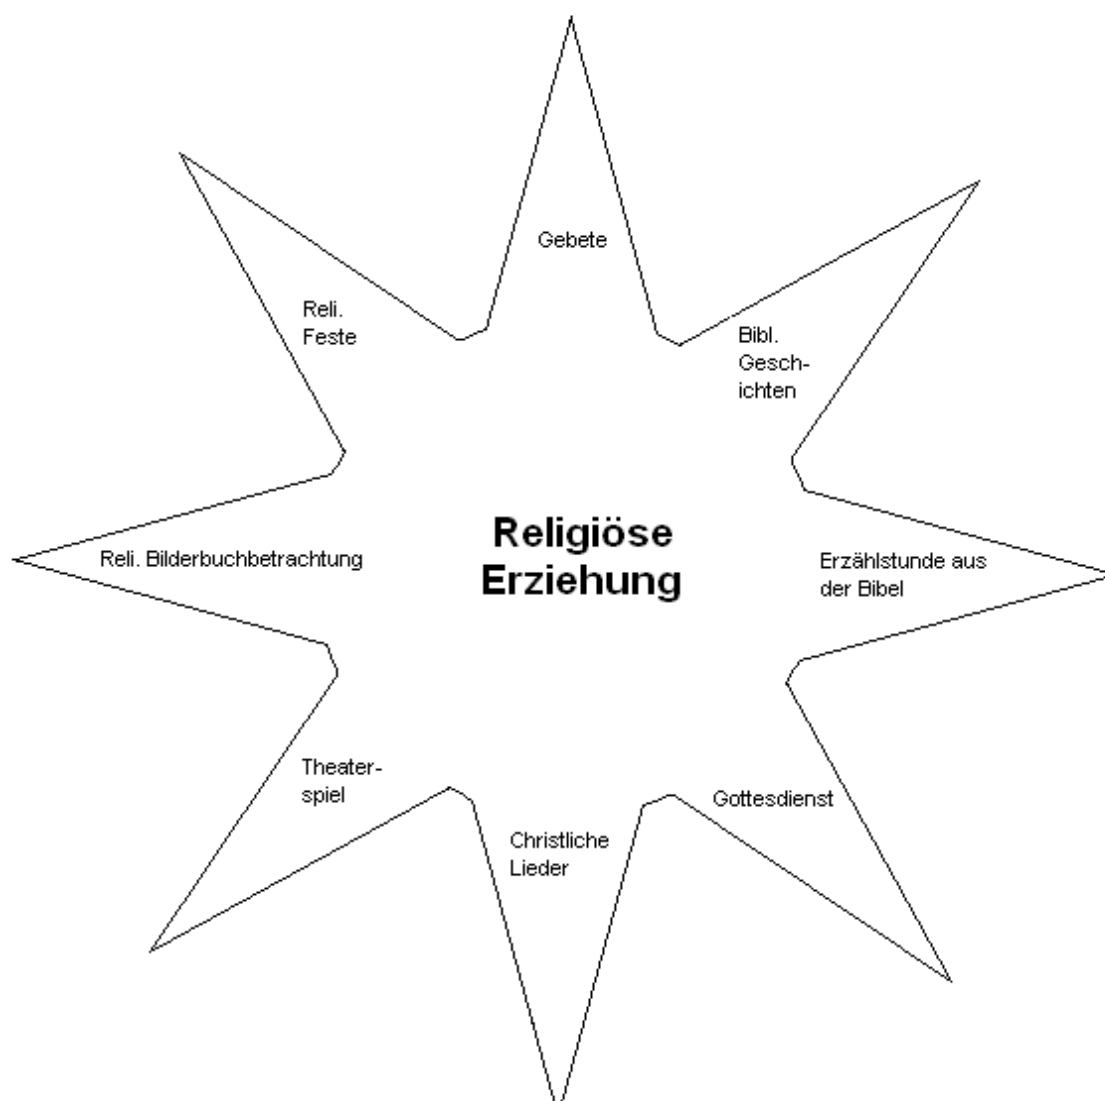 Gebete
Reli.
Feste
Bibl.
Gesch-
ichten
Religiöse
Erziehung
Reli. Bilderbuchbetrachtung
Erzählstunde aus
der Bibel
Theater-
spiel
Gottesdienst
Christliche
Lieder